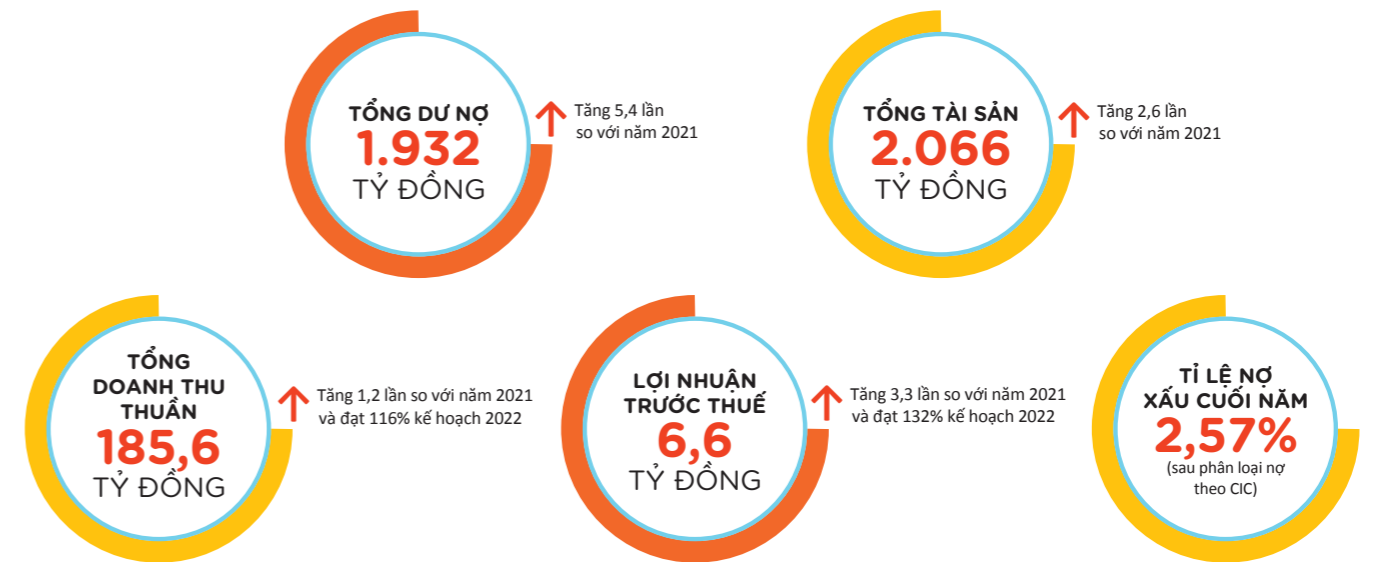 TỔNG DƯ NỢ
1.932
TỶ ĐỒNG
Tăng 5,4 lần
so với năm 2021
TỔNG TÀI SẢN
2.066
TỶ ĐỒNG
Tăng 2,6 lần
so với năm 2021
TỔNG
DOANH THU
THUẦN
185,6
TỶ ĐỒNG
Tăng 1,2 lần so với năm 2021
và đạt 116% kế hoạch 2022
LỢI NHUẬN
TRƯỚC THUẾ
6,6
TỶ ĐỒNG
Tăng 3,3 lần so với năm 2021
và đạt 132% kế hoạch 2022
TỈ LỆ NỢ
XẤU CUỐI NĂM
2,57%
(sau phân loại nợ
theo CIC)